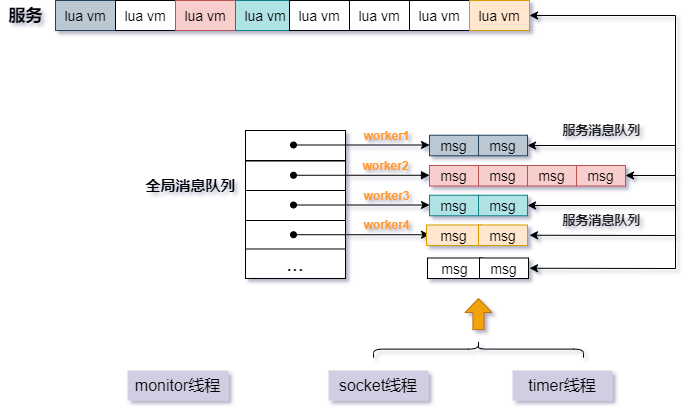 服务 lua vm lua vm lua vm lua vm lua vm lua vm lua vm lua vm
worker1 msg msg 服务消息队列
worker2 msg msg msg msg
全局消息队列
worker3 msg msg
服务消息队列
worker4 msg msg
... msg msg
monitor线程 socket线程 timer线程